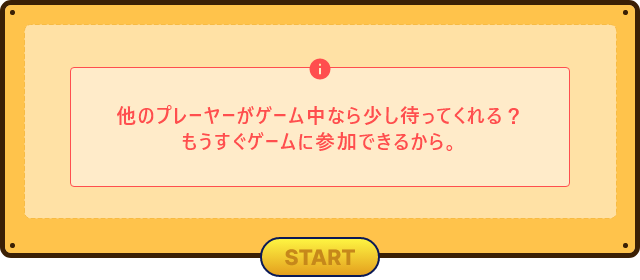 他のプレーヤーがゲーム中なら少し待ってくれる？
もうすぐゲームに参加できるから。
START